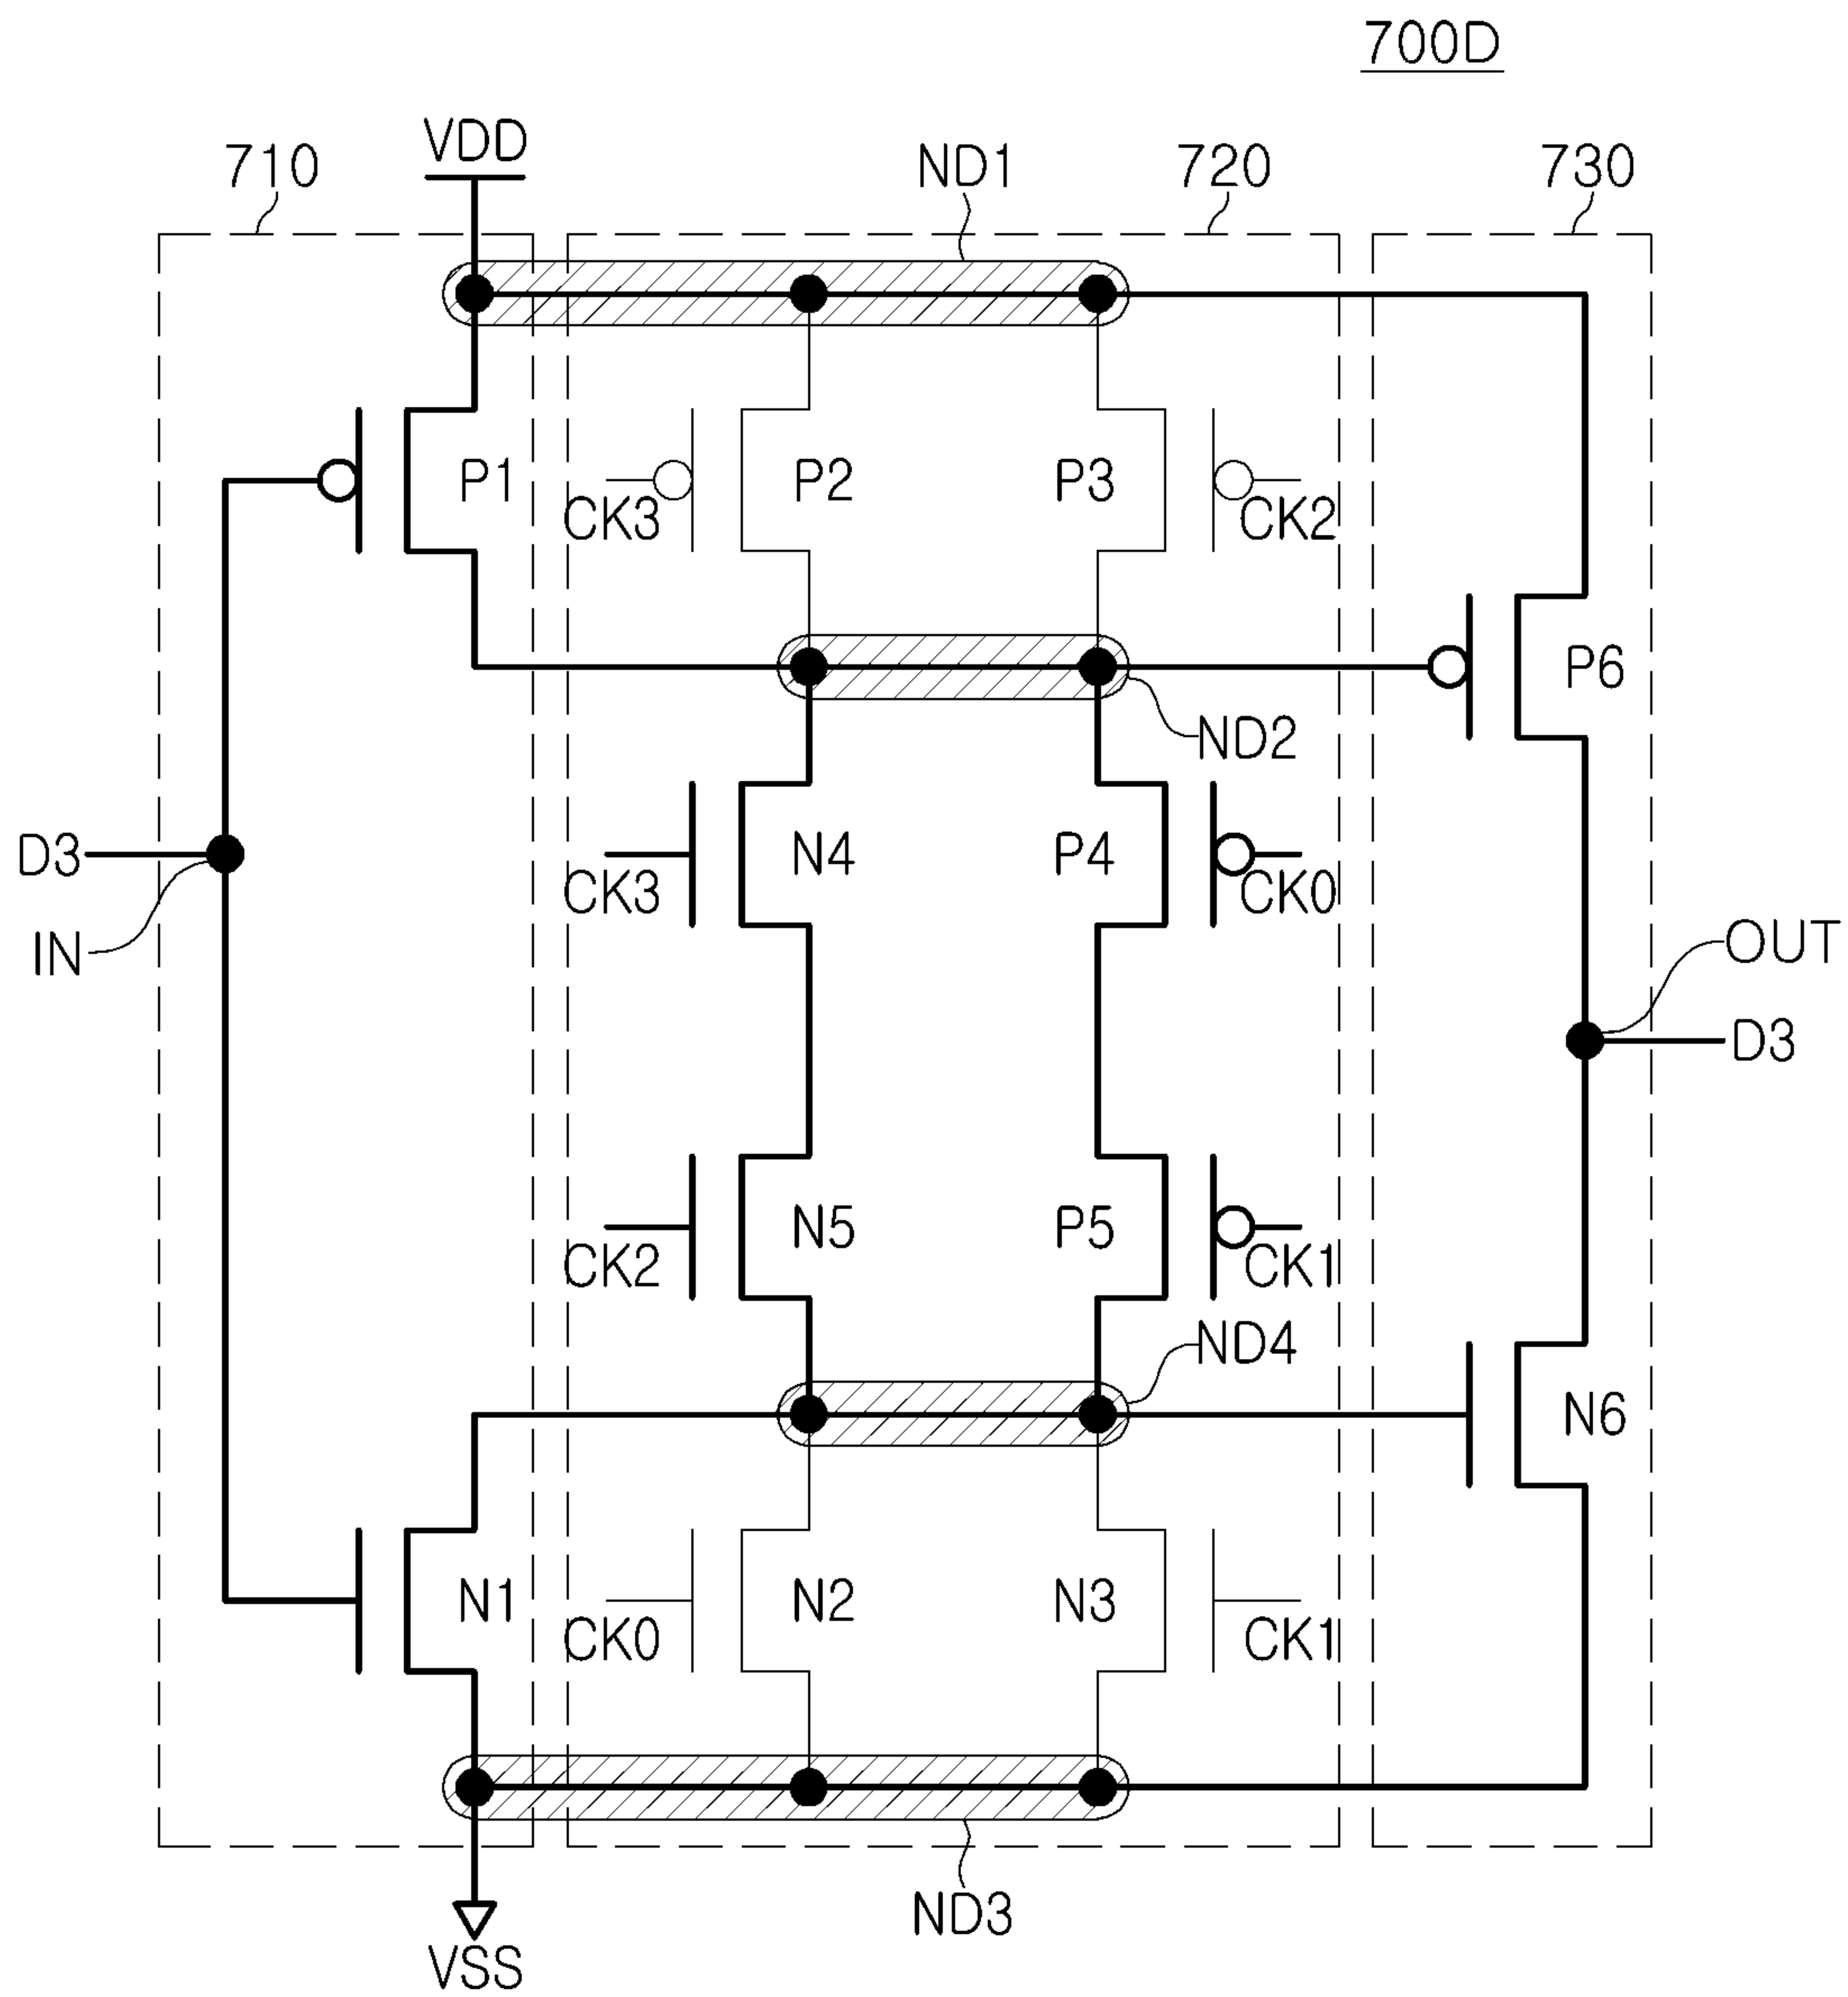 700D
VDD
710
ND1
720
730
P1
P2
P3
CK3
CK2
P6
ND2
D3
N4
P4
CK3
CK0
IN
OUT
D3
N5
P5
CK2
CK1
ND4
N6
N1
N2
N3
CK0
CK1
ND3
VSS